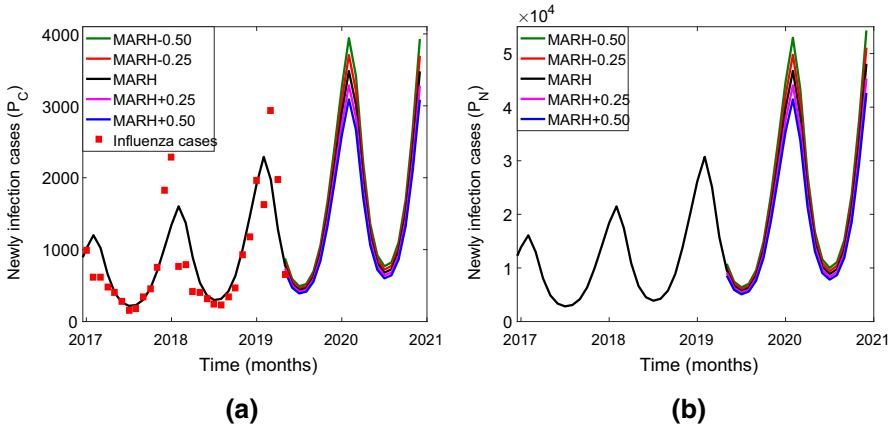 MARH-0.50
MARH-0.25
MARH
MARH+0.25
MARH+0.50
Influenza cases
Newly infection cases (P_C)
4000
3000
2000
1000
0
2017
2018
2019
2020
2021
Time (months)
(a)
×10^4
MARH-0.50
MARH-0.25
MARH
MARH+0.25
MARH+0.50
Newly infection cases (P_N)
5
4
3
2
1
0
2017
2018
2019
2020
2021
Time (months)
(b)